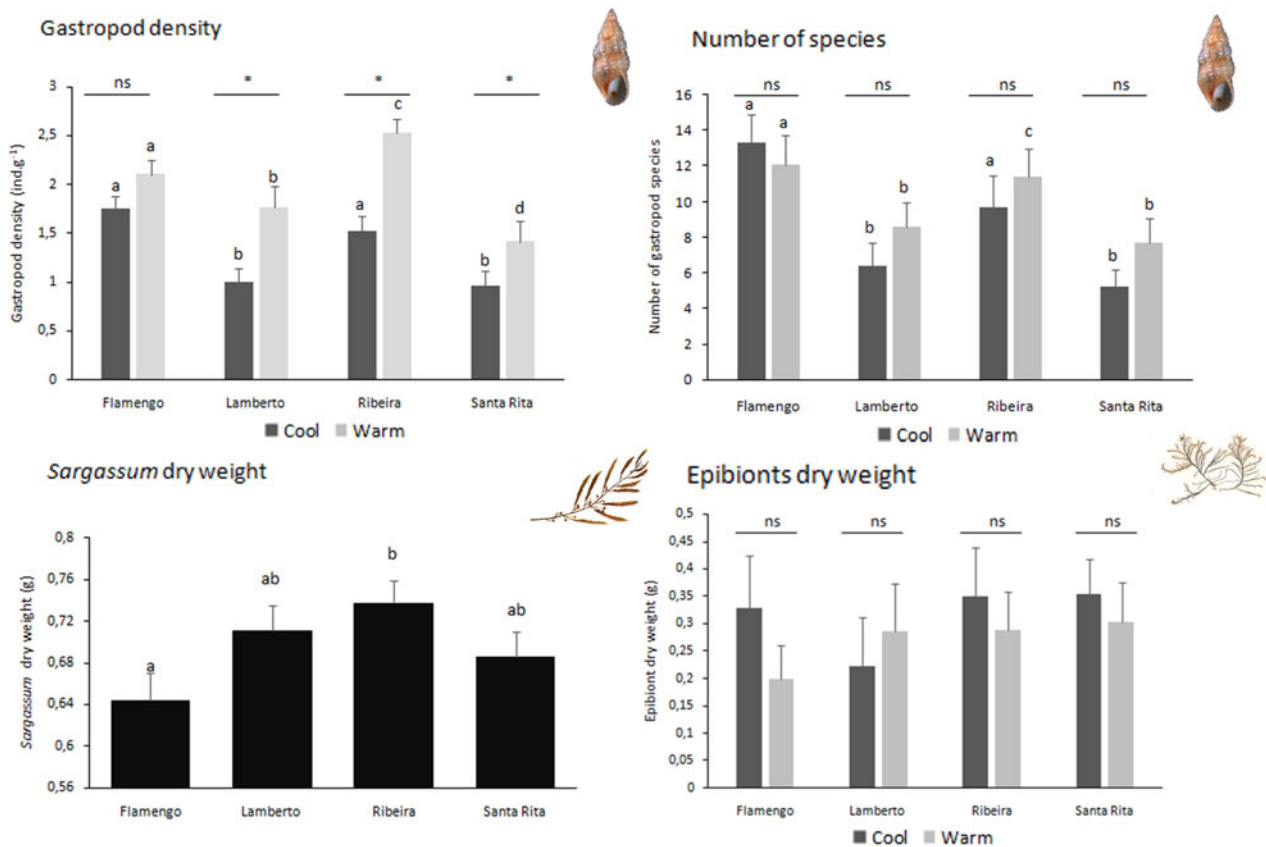 Gastropod density
ns * * *
3
2,5
2
1,5
1
0,5
0
Gastropod density (ind.g⁻¹)
a a b b a c b d
Flamengo Lamberto Ribeira Santa Rita
Cool Warm
Number of species
ns ns ns ns
16
14
12
10
8
6
4
2
0
Number of gastropod species
a a b b a c b b
Flamengo Lamberto Ribeira Santa Rita
Cool Warm
Sargassum dry weight
0,8
0,76
0,72
0,68
0,64
0,6
0,56
Sargassum dry weight (g)
a ab b ab
Flamengo Lamberto Ribeira Santa Rita
Epibionts dry weight
ns ns ns ns
0,5
0,45
0,4
0,35
0,3
0,25
0,2
0,15
0,1
0,05
0
Epibiont dry weight (g)
Flamengo Lamberto Ribeira Santa Rita
Cool Warm